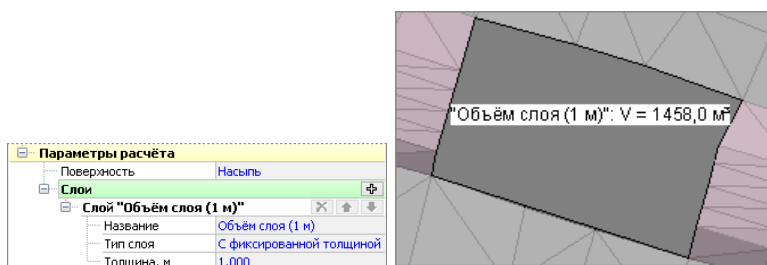 "Объём слоя (1 м)": V = 1458,0 м³
Параметры расчёта
Поверхность Насыпь
Слои
Слой "Объём слоя (1 м)"
Название Объём слоя (1 м)
Тип слоя С фиксированной толщиной
Толщина, м 1,000